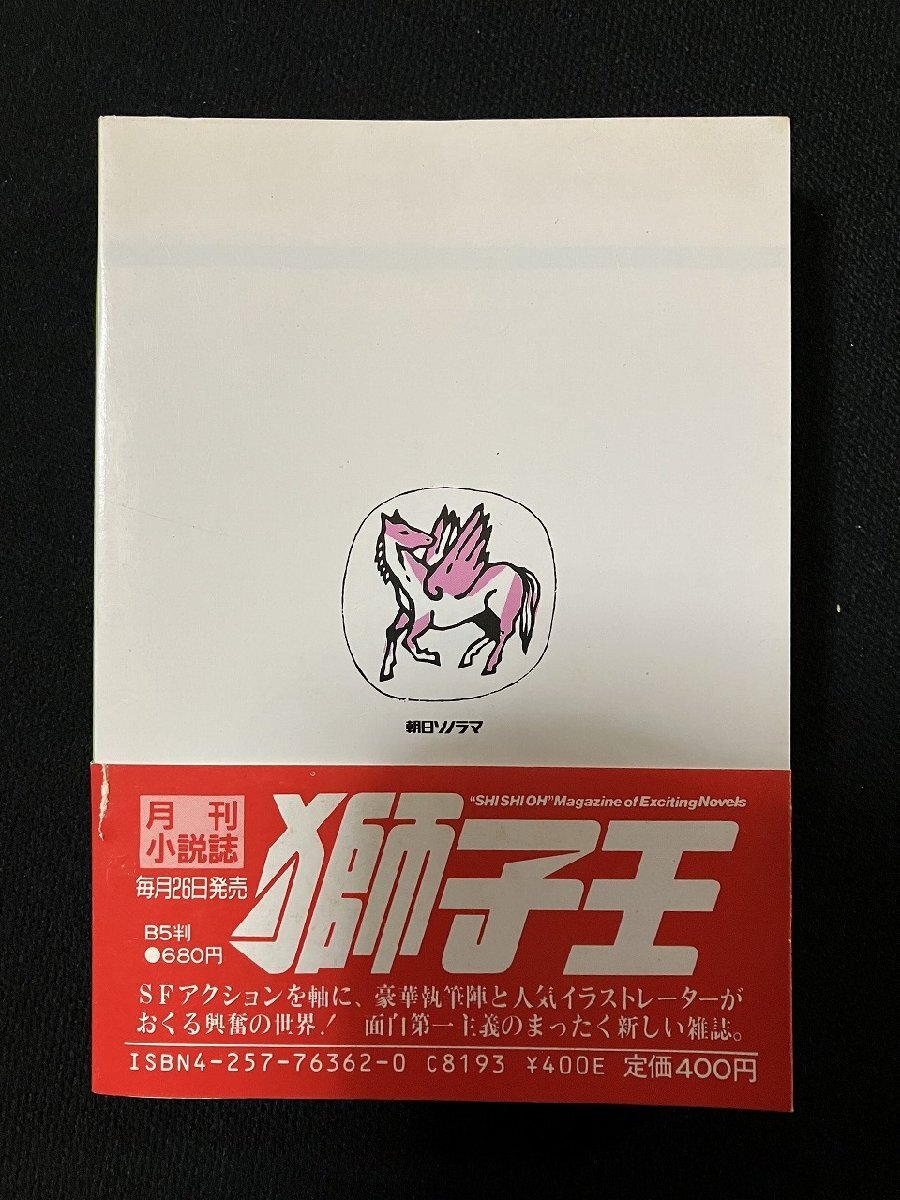 朝日ソノラマ
"SHISHIOH" Magazine of Exciting Novels
月刊
小説誌
獅子王
毎月26日発売
B5判
●680円
SFアクションを軸に、豪華執筆陣と人気イラストレーターが
おくる興奮の世界! 面白第一主義のまったく新しい雑誌。
ISBN4-257-76362-0 C8193 ¥400E 定価400円